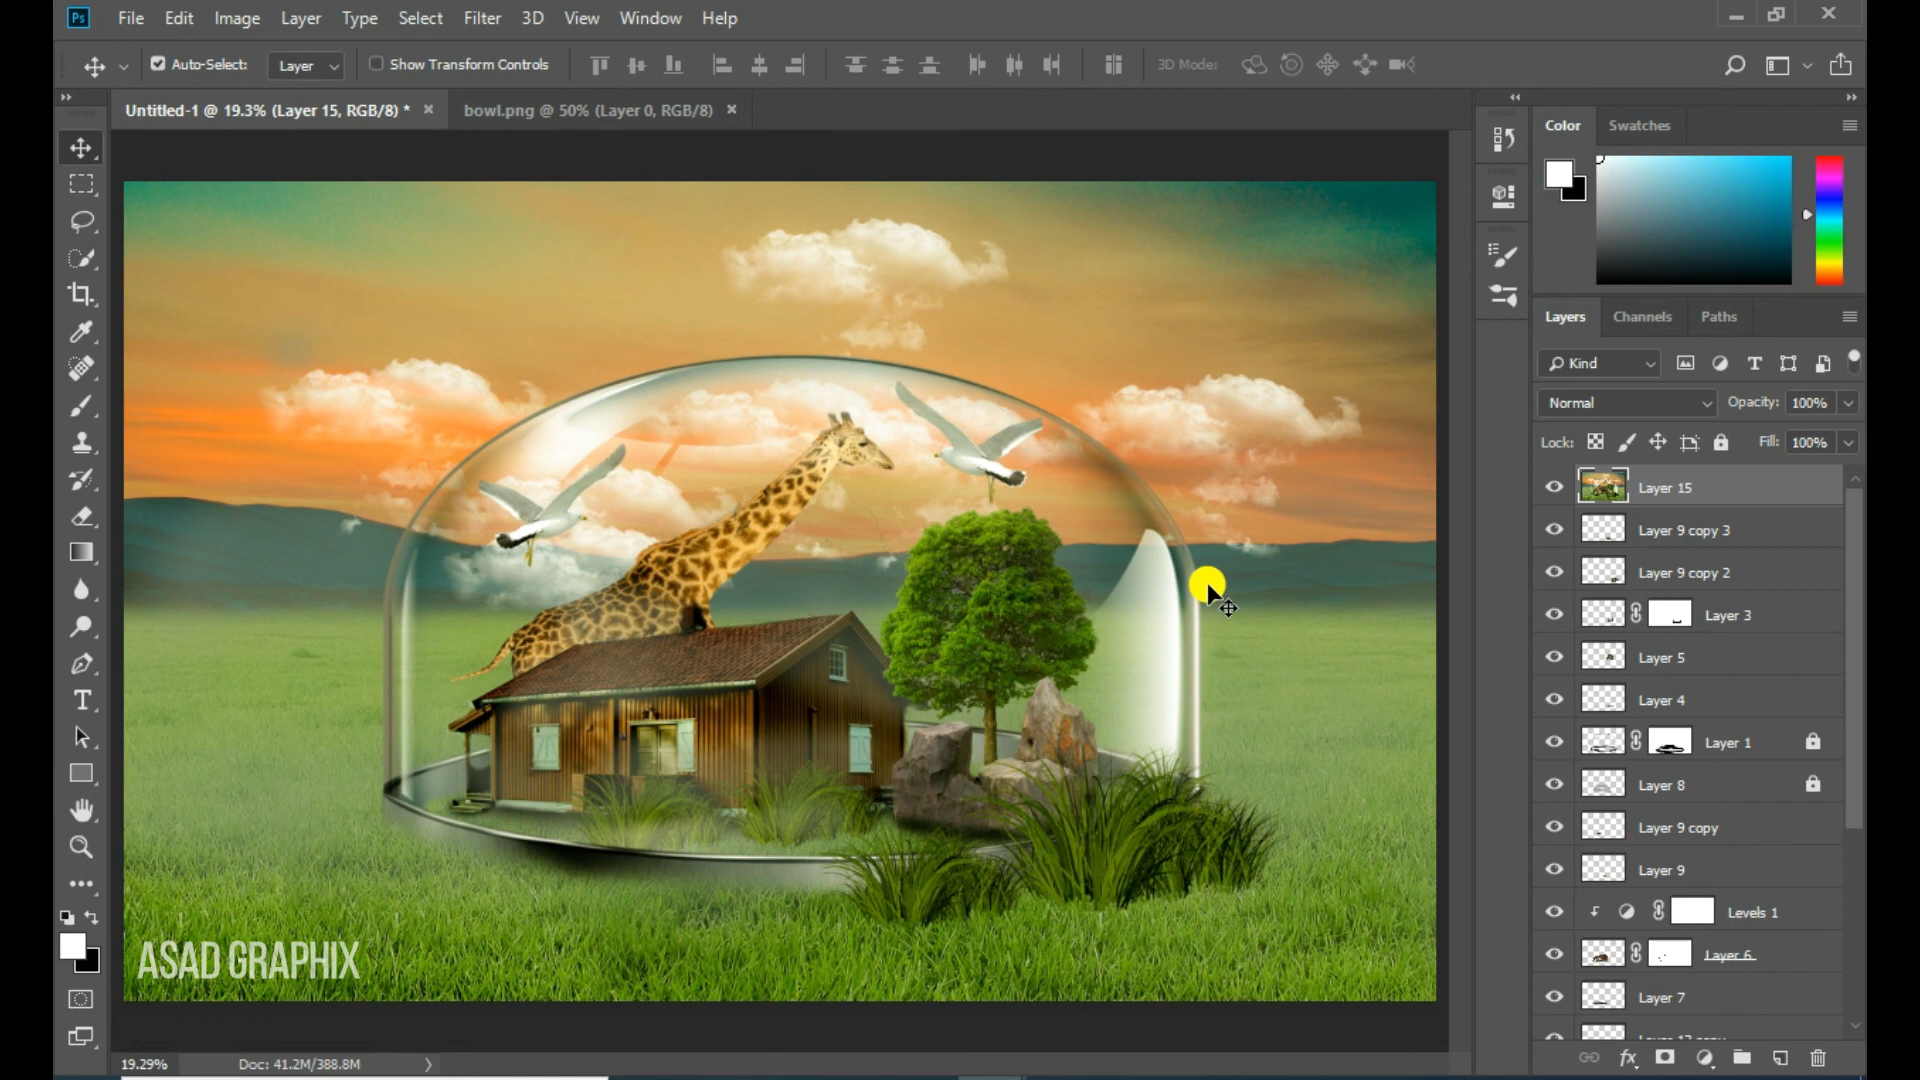 Ps File Edit Image Layer Type Select Filter 3D View Window Help
Auto-Select: Layer Show Transform Controls 3D Mode:
Untitled-1 @ 19.3% (Layer 15, RGB/8) * bowl.png @ 50% (Layer 0, RGB/8)
Color Swatches
Layers Channels Paths
Kind
Normal Opacity: 100%
Lock: Fill: 100%
Layer 15
Layer 9 copy 3
Layer 9 copy 2
Layer 3
Layer 5
Layer 4
Layer 1
Layer 8
Layer 9 copy
Layer 9
Levels 1
Layer 6
Layer 7
ASAD GRAPHIX
19.29% Doc: 41.2M/388.8M
fx